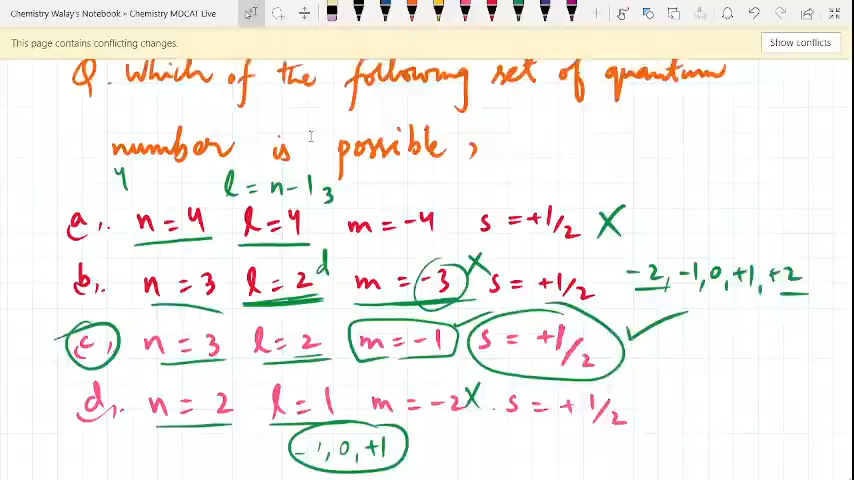 Chemistry Walay's Notebook » Chemistry MDCAT Live
This page contains conflicting changes. Show conflicts
Q. Which of the following set of quantum
number is possible ,
4 l = n-1 3
a,. n = 4 l = 4 m = -4 s = +1/2 X
b,. n = 3 l = 2 d m = -3 X s = +1/2 -2, -1, 0, +1, +2
c, n = 3 l = 2 m = -1 s = +1/2 ✓
d,. n = 2 l = 1 m = -2 X . s = +1/2
-1, 0, +1